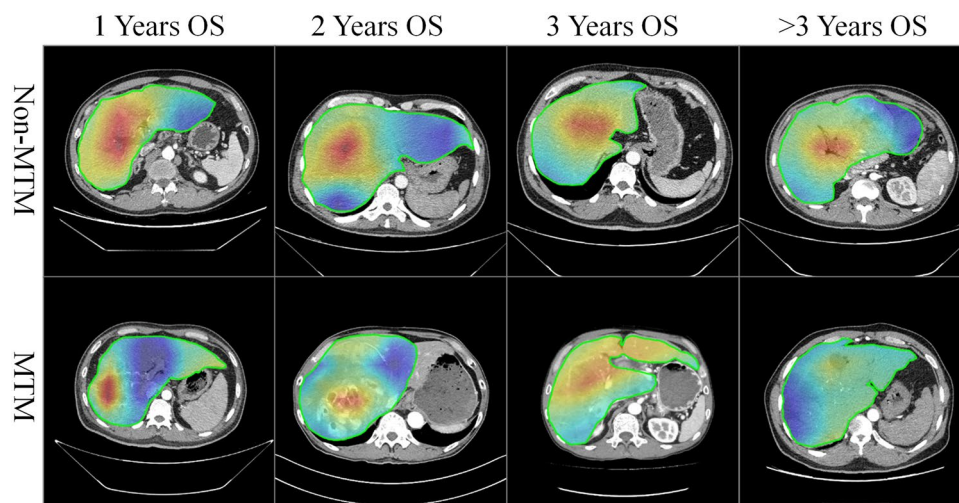 1 Years OS
2 Years OS
3 Years OS
>3 Years OS
Non-MTM
MTM